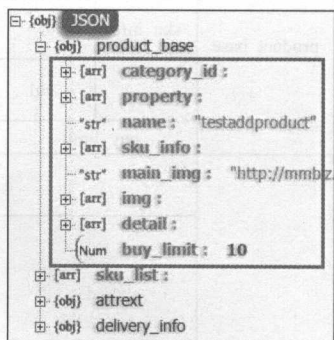 {obj} JSON
{obj} product_base
[arr] category_id :
[arr] property :
"str" name : "testaddproduct"
[arr] sku_info :
"str" main_img : "http://mmbiz.
[arr] img :
[arr] detail :
Num buy_limit : 10
[arr] sku_list :
{obj} attrext
{obj} delivery_info